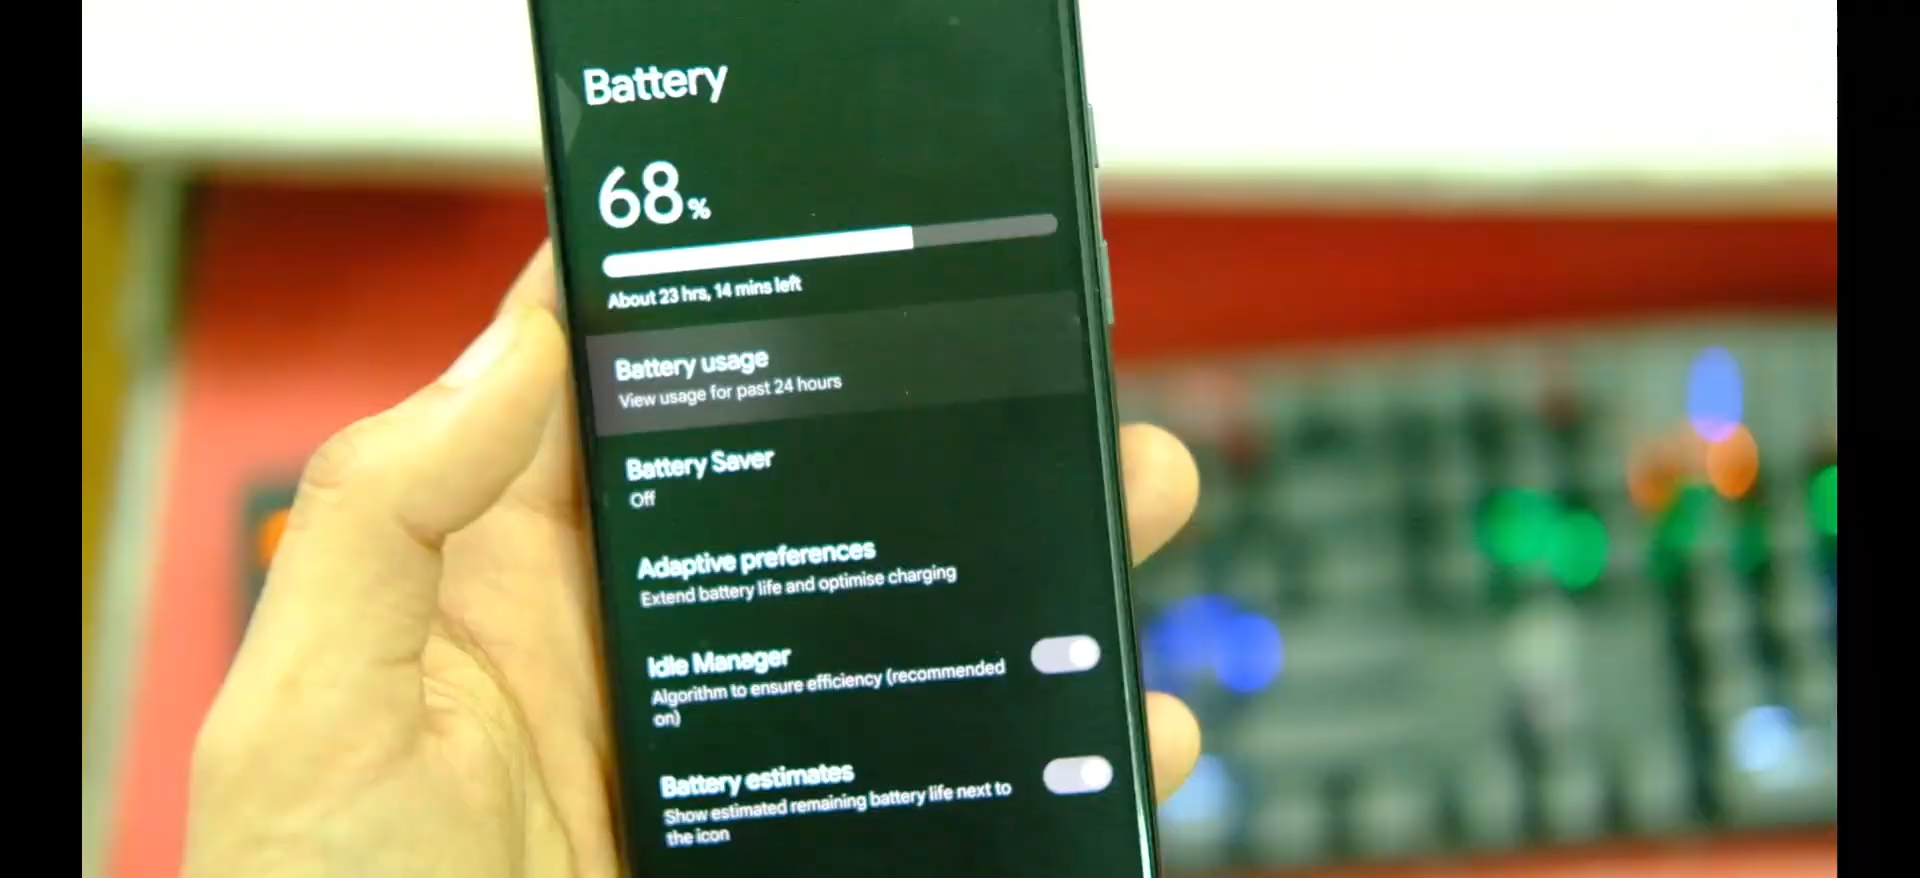 Battery
68%
About 23 hrs, 14 mins left
Battery usage
View usage for past 24 hours
Battery Saver
Off
Adaptive preferences
Extend battery life and optimise charging
Idle Manager
Algorithm to ensure efficiency (recommended
on)
Battery estimates
Show estimated remaining battery life next to
the icon